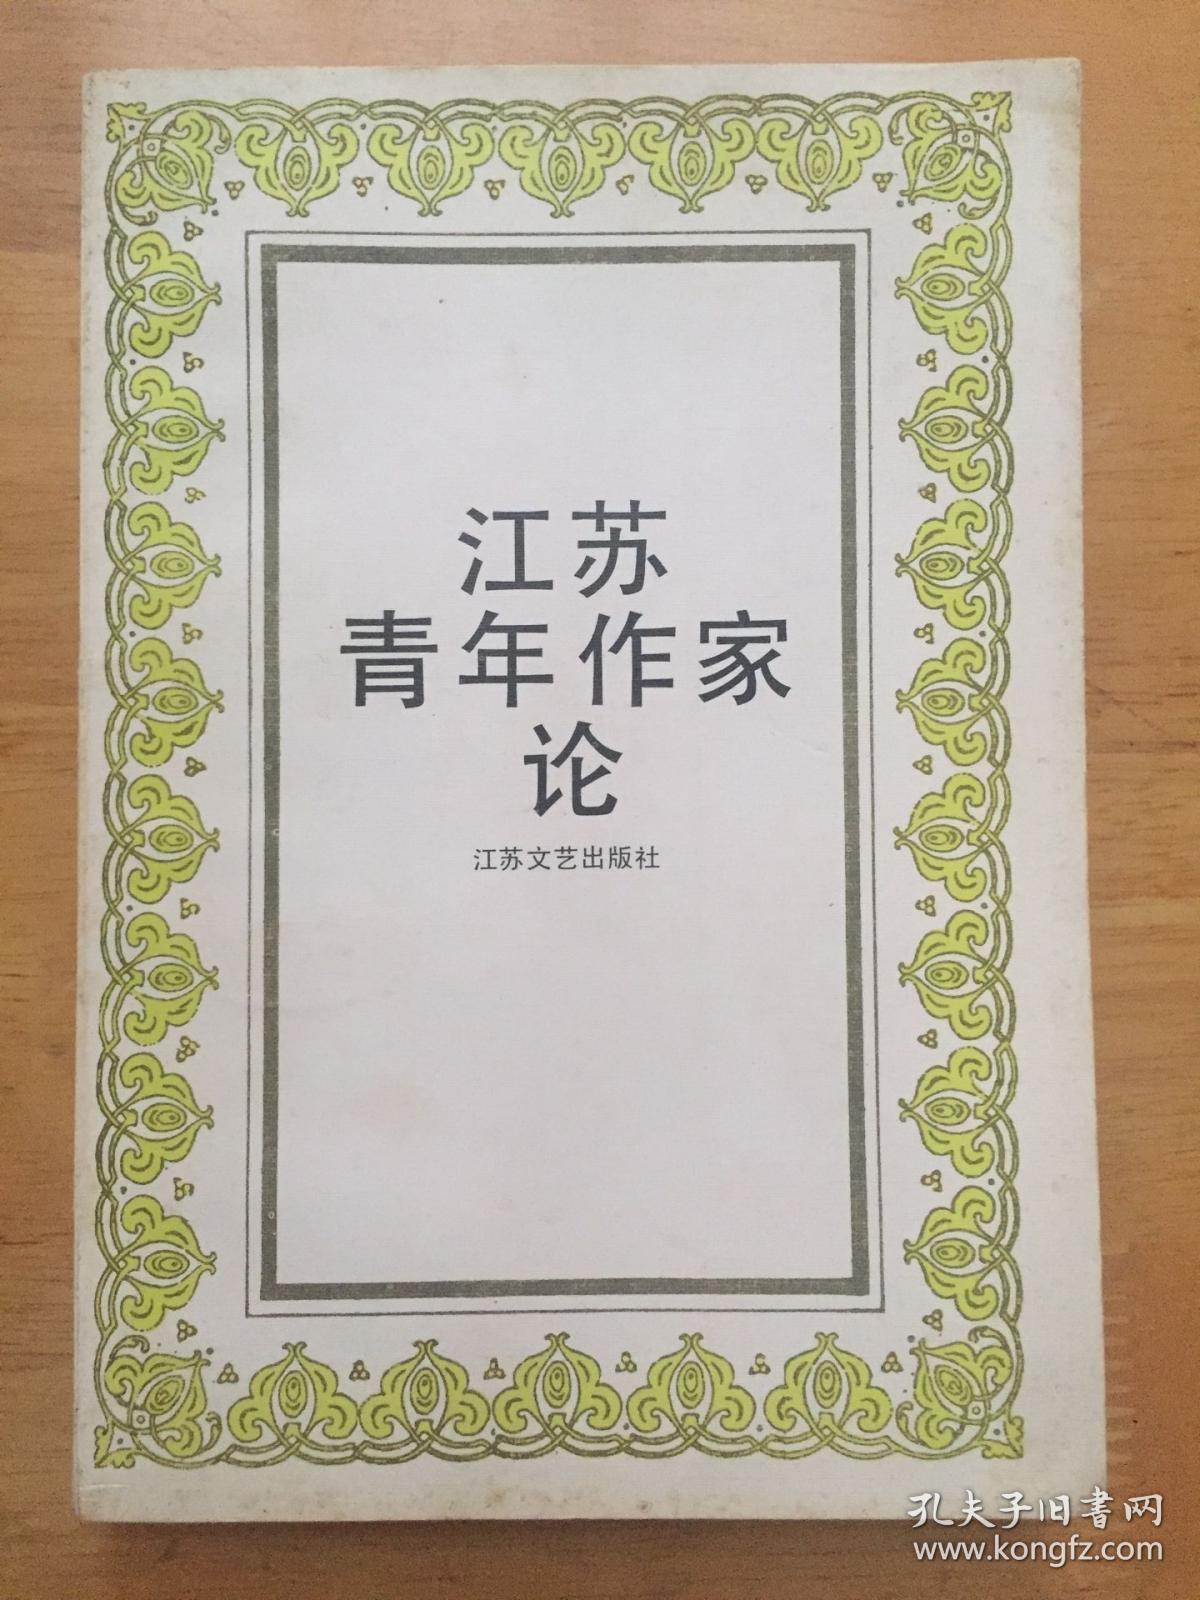 江苏
青年作家
论
江苏文艺出版社
孔夫子旧书网
www.kongfz.com